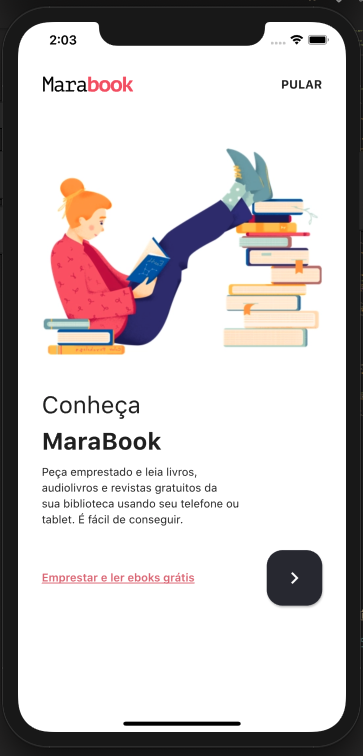 2:03
Marabook
PULAR
Conheça
MaraBook
Peça emprestado e leia livros,
audiolivros e revistas gratuitos da
sua biblioteca usando seu telefone ou
tablet. É fácil de conseguir.
Emprestar e ler eboks grátis